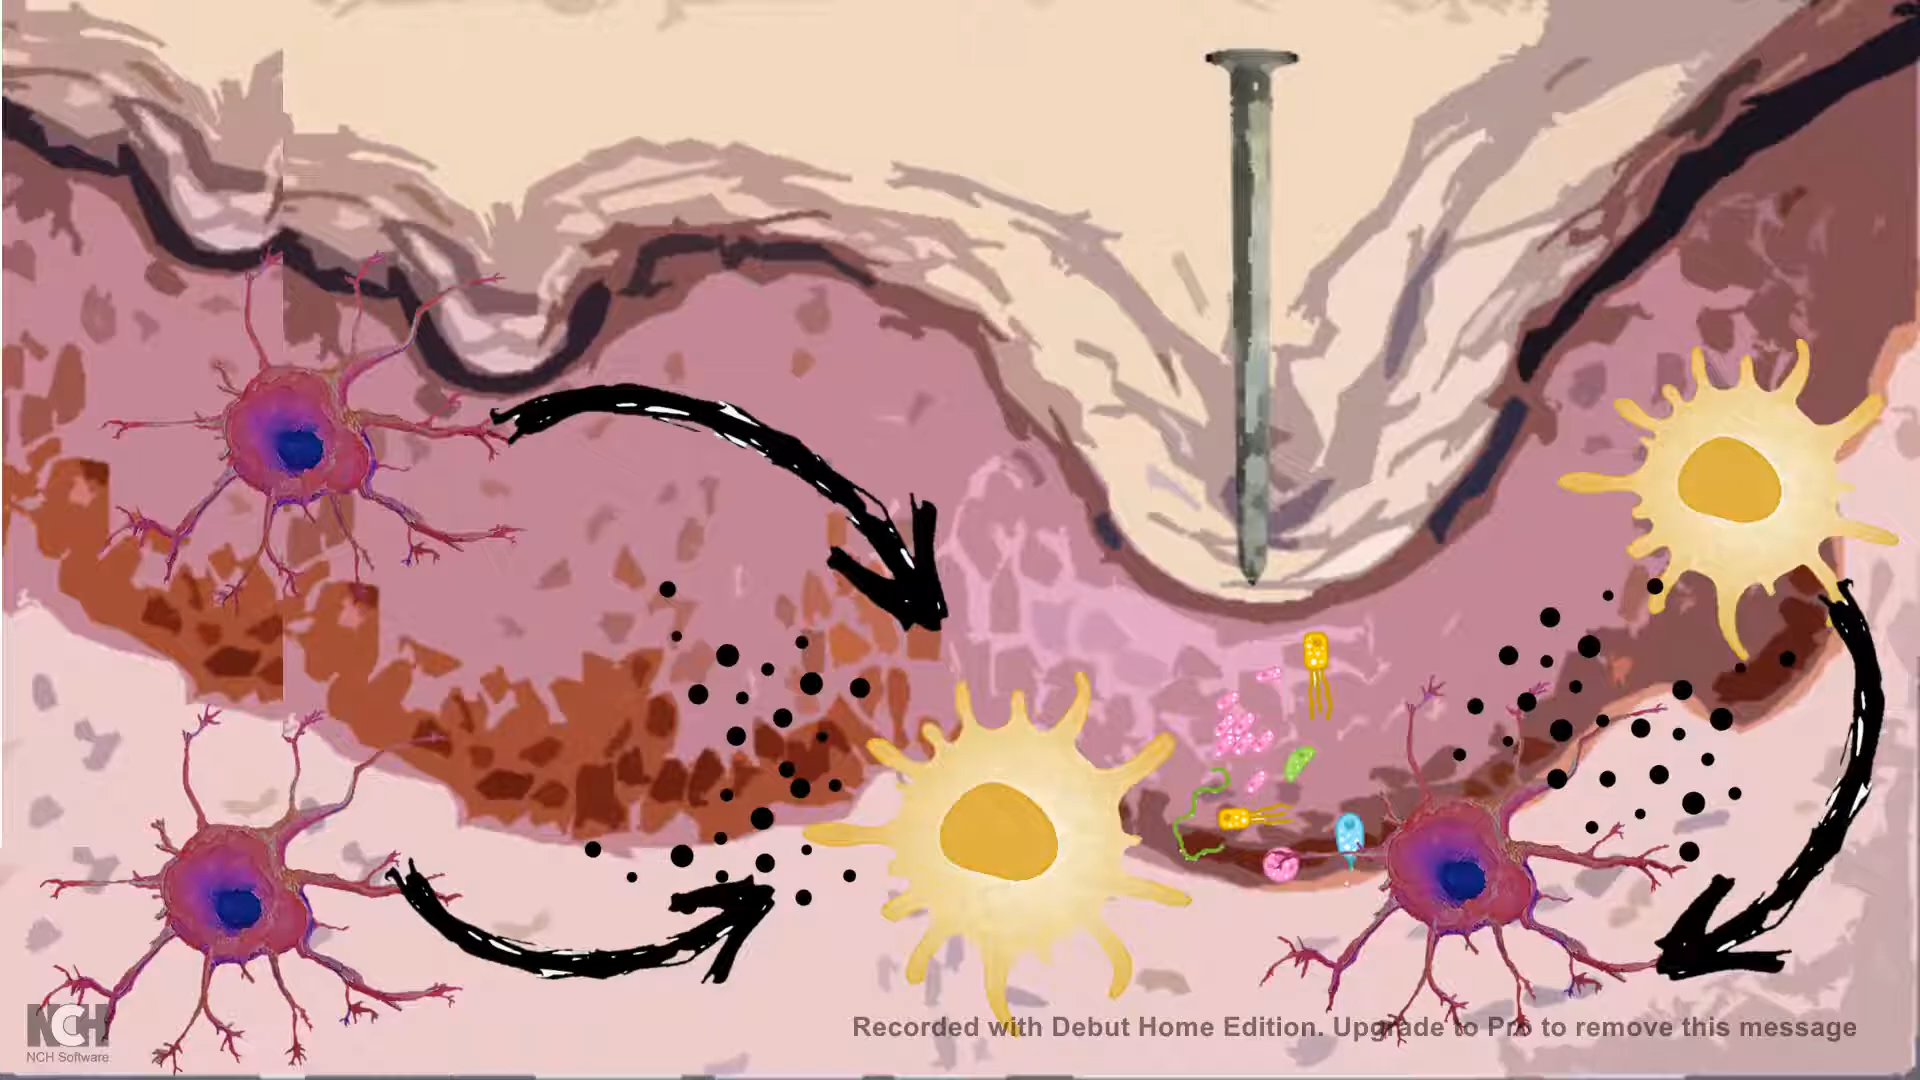 Recorded with Debut Home Edition. Upgrade to Pro to remove this message
NCH
NCH Software